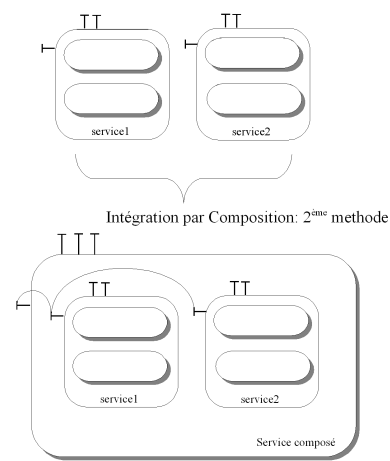 service1 service2
Intégration par Composition: 2ème methode
service1 service2
Service composé